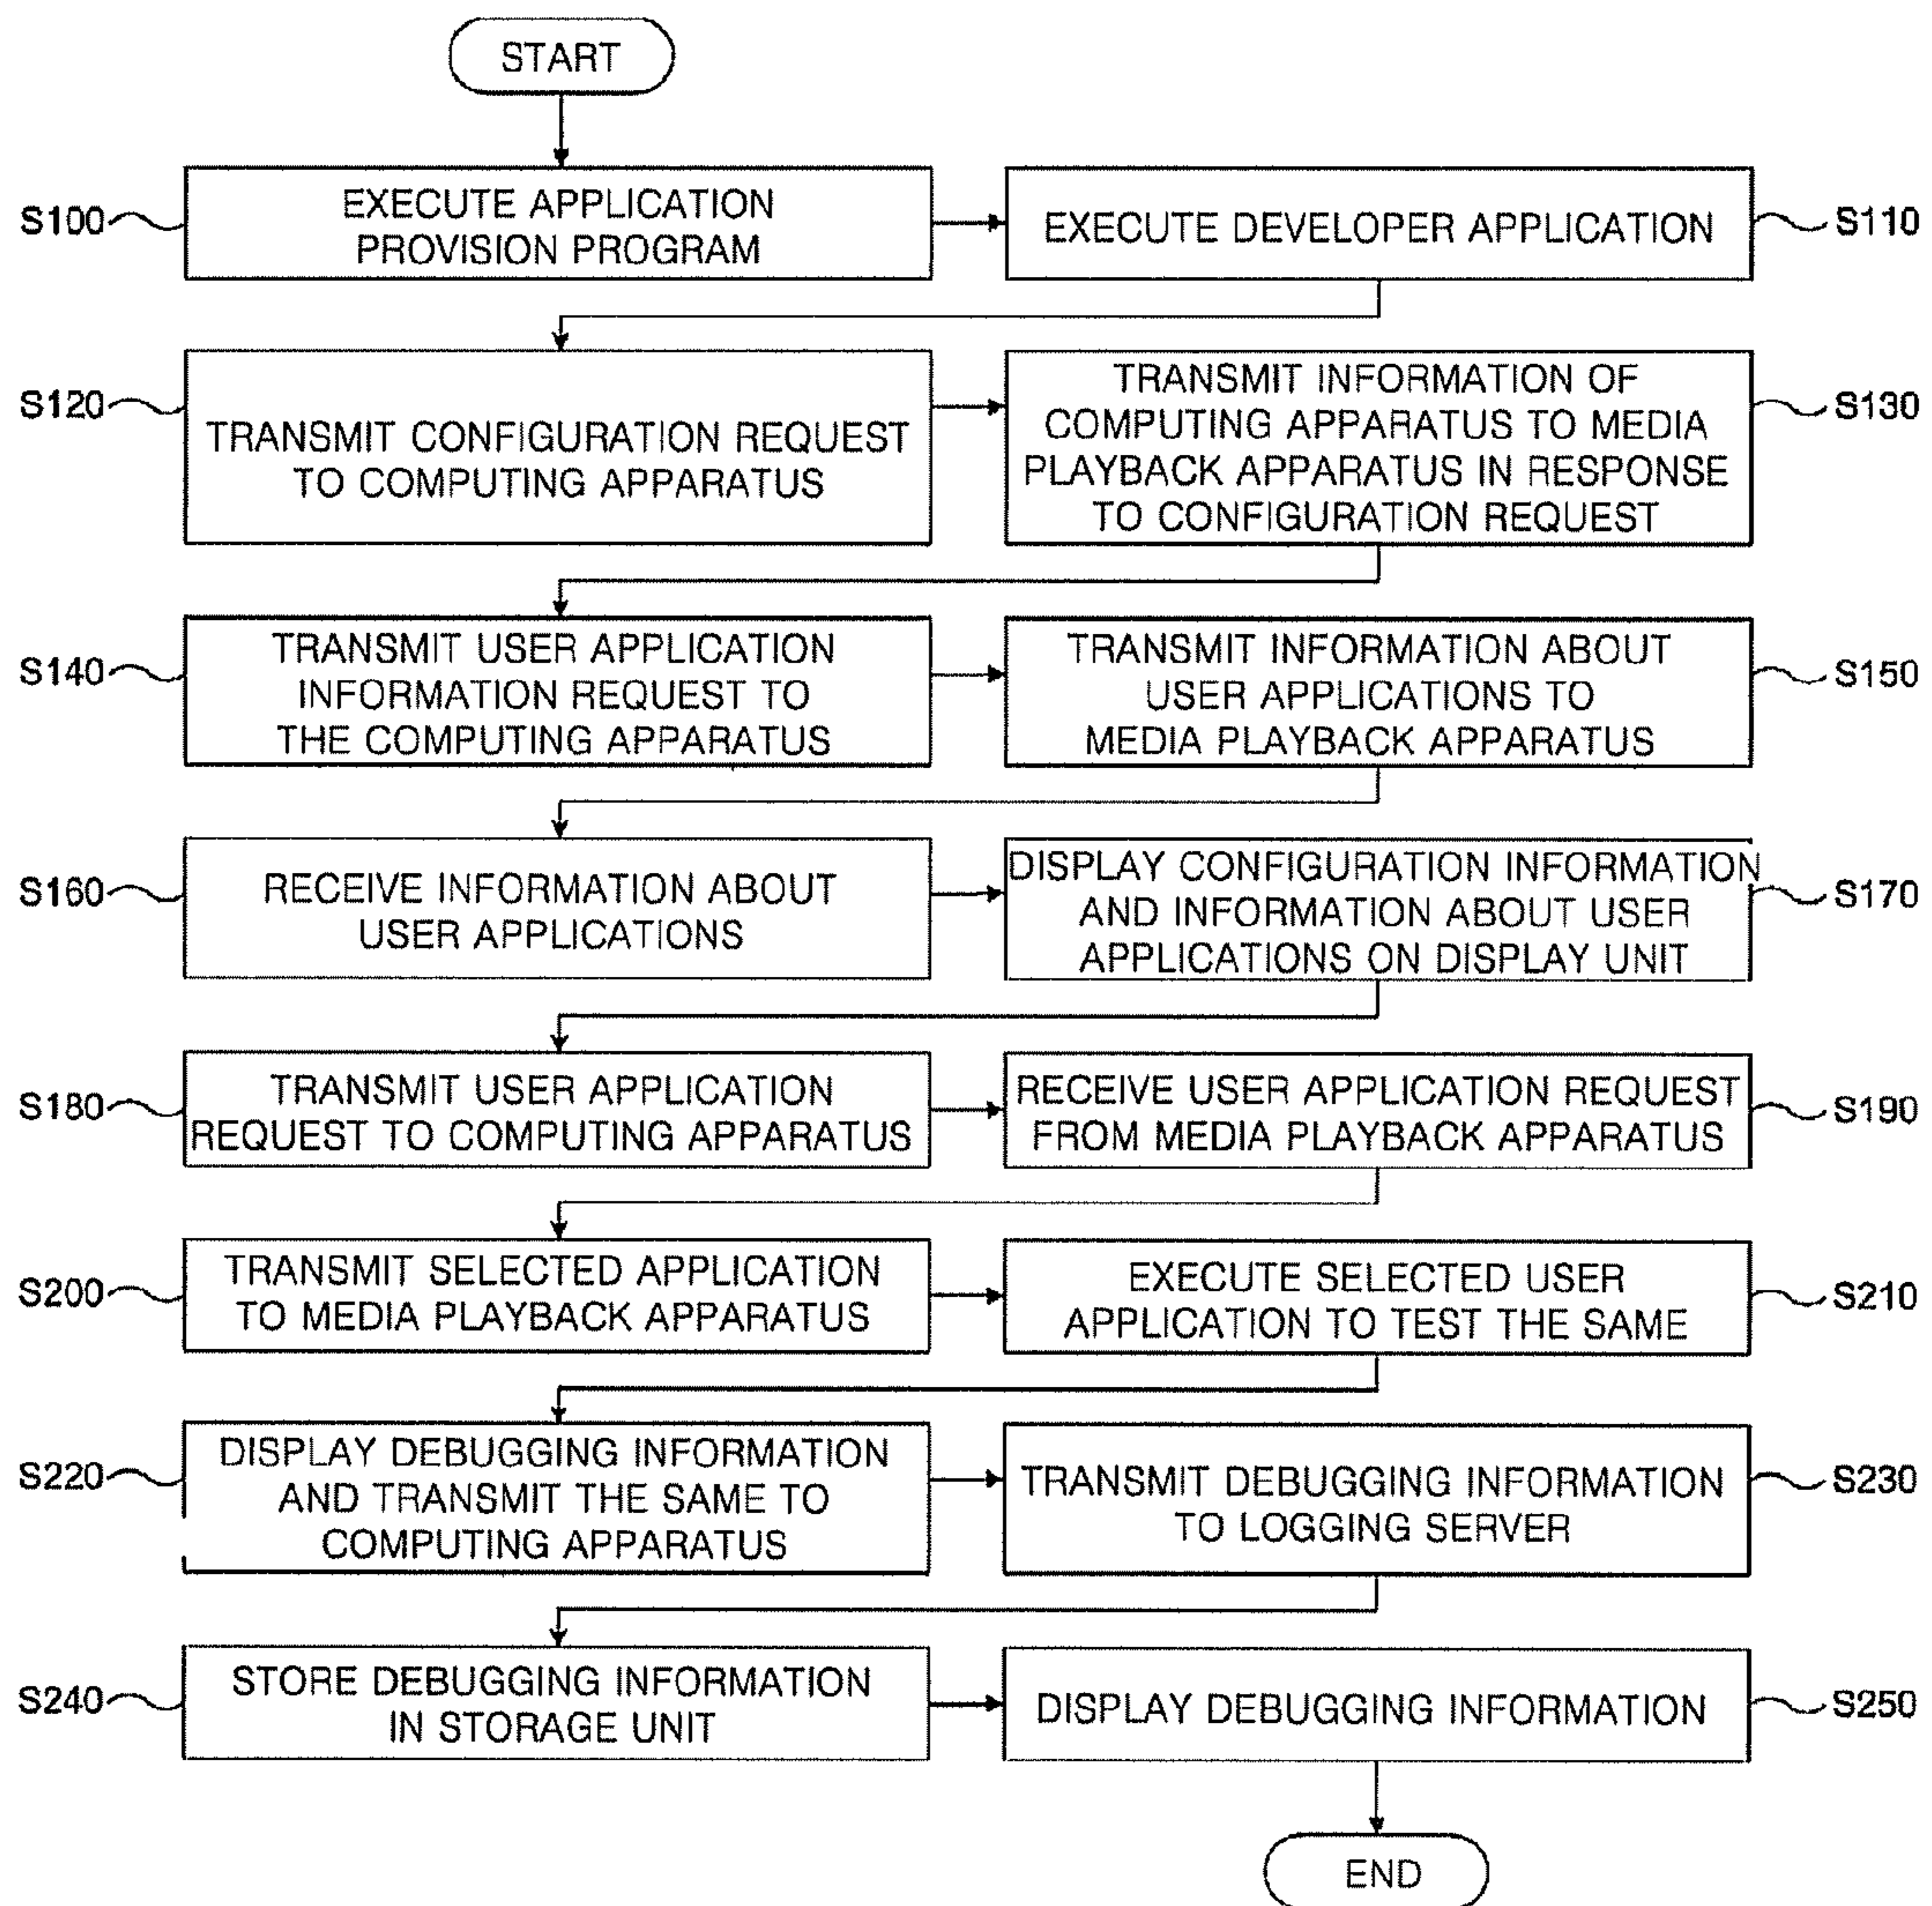 START
S100
EXECUTE APPLICATION
PROVISION PROGRAM
EXECUTE DEVELOPER APPLICATION
S110
S120
TRANSMIT CONFIGURATION REQUEST
TO COMPUTING APPARATUS
TRANSMIT INFORMATION OF
COMPUTING APPARATUS TO MEDIA
PLAYBACK APPARATUS IN RESPONSE
TO CONFIGURATION REQUEST
S130
S140
TRANSMIT USER APPLICATION
INFORMATION REQUEST TO
THE COMPUTING APPARATUS
TRANSMIT INFORMATION ABOUT
USER APPLICATIONS TO
MEDIA PLAYBACK APPARATUS
S150
S160
RECEIVE INFORMATION ABOUT
USER APPLICATIONS
DISPLAY CONFIGURATION INFORMATION
AND INFORMATION ABOUT USER
APPLICATIONS ON DISPLAY UNIT
S170
S180
TRANSMIT USER APPLICATION
REQUEST TO COMPUTING APPARATUS
RECEIVE USER APPLICATION REQUEST
FROM MEDIA PLAYBACK APPARATUS
S190
S200
TRANSMIT SELECTED APPLICATION
TO MEDIA PLAYBACK APPARATUS
EXECUTE SELECTED USER
APPLICATION TO TEST THE SAME
S210
S220
DISPLAY DEBUGGING INFORMATION
AND TRANSMIT THE SAME TO
COMPUTING APPARATUS
TRANSMIT DEBUGGING INFORMATION
TO LOGGING SERVER
S230
S240
STORE DEBUGGING INFORMATION
IN STORAGE UNIT
DISPLAY DEBUGGING INFORMATION
S250
END